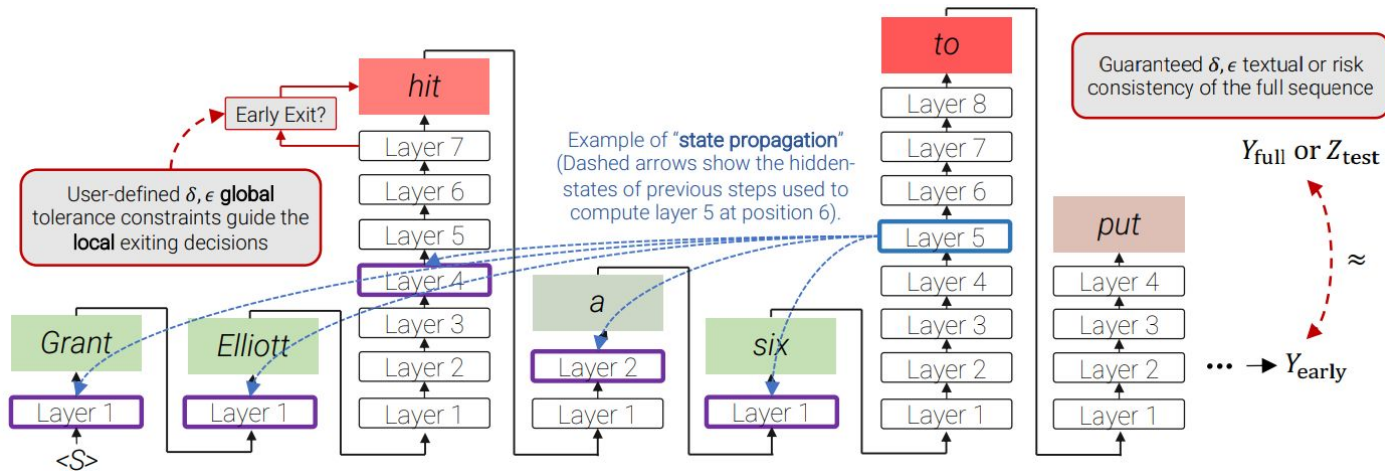 hit
Early Exit?
Layer 7
Layer 6
Layer 5
Layer 4
Layer 3
Layer 2
Layer 1
User-defined δ, ϵ global
tolerance constraints guide the
local exiting decisions
Grant
Layer 1
<S>
Elliott
Layer 1
Example of "state propagation"
(Dashed arrows show the hidden-
states of previous steps used to
compute layer 5 at position 6).
a
Layer 2
Layer 1
six
Layer 1
to
Layer 8
Layer 7
Layer 6
Layer 5
Layer 4
Layer 3
Layer 2
Layer 1
put
Layer 4
Layer 3
Layer 2
Layer 1
Guaranteed δ, ϵ textual or risk
consistency of the full sequence
Y_full or Z_test
≈
••• Y_early